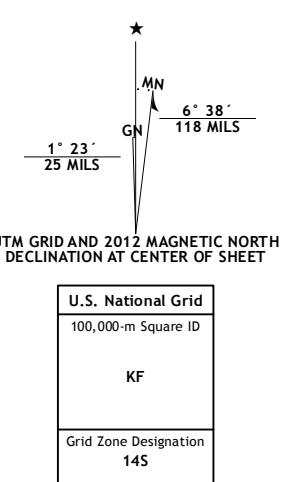 ★
MN
GN
6° 38´
118 MILS
1° 23´
25 MILS
UTM GRID AND 2012 MAGNETIC NORTH
DECLINATION AT CENTER OF SHEET
U.S. National Grid
100,000-m Square ID
KF
Grid Zone Designation
14S